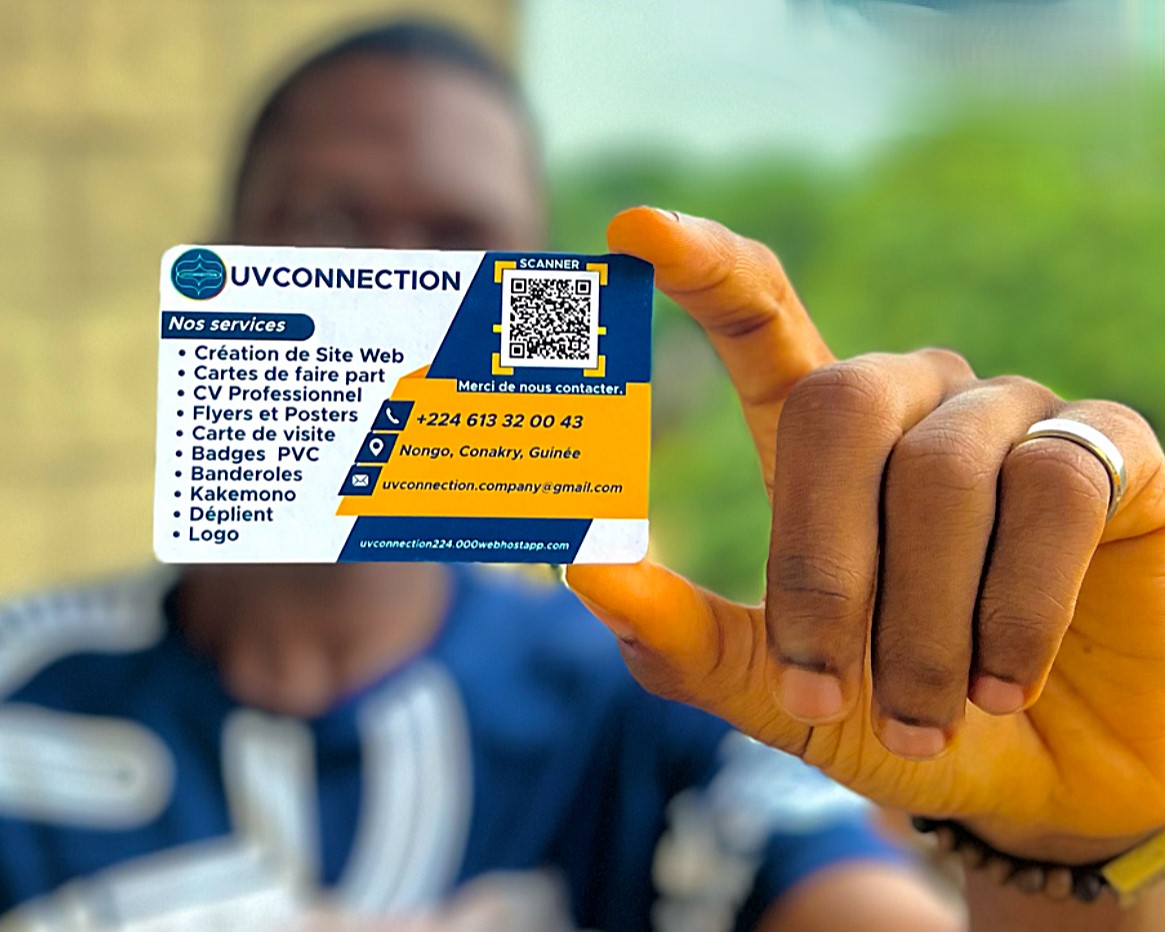 UVCONNECTION
Nos services
• Création de Site Web
• Cartes de faire part
• CV Professionnel
• Flyers et Posters
• Carte de visite
• Badges PVC
• Banderoles
• Kakemono
• Déplient
• Logo
SCANNER
Merci de nous contacter.
+224 613 32 00 43
Nongo, Conakry, Guinée
uvconnection.company@gmail.com
uvconnection224.000webhostapp.com